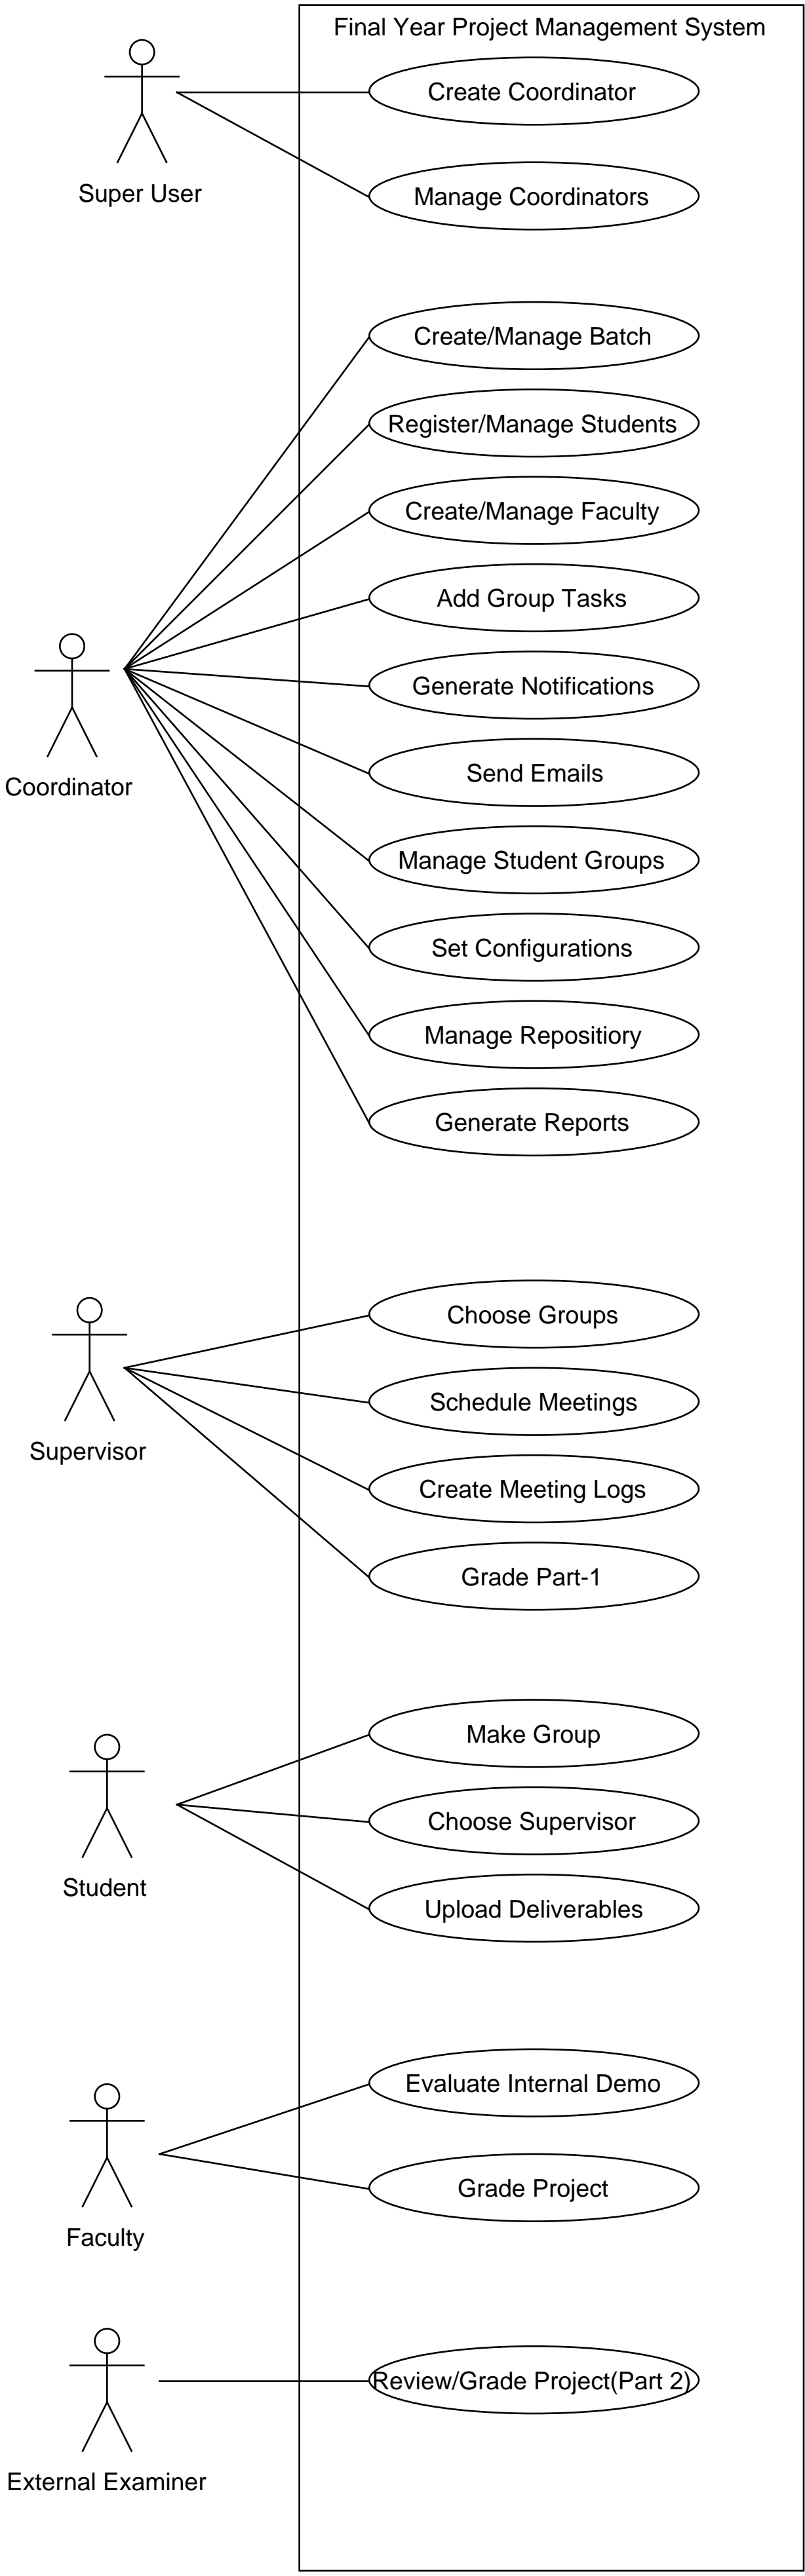 Final Year Project Management System
Create Coordinator
Super User
Manage Coordinators
Create/Manage Batch
Register/Manage Students
Create/Manage Faculty
Add Group Tasks
Generate Notifications
Send Emails
Coordinator
Manage Student Groups
Set Configurations
Manage Repositiory
Generate Reports
Choose Groups
Schedule Meetings
Supervisor
Create Meeting Logs
Grade Part-1
Make Group
Choose Supervisor
Student
Upload Deliverables
Evaluate Internal Demo
Grade Project
Faculty
Review/Grade Project(Part 2)
External Examiner